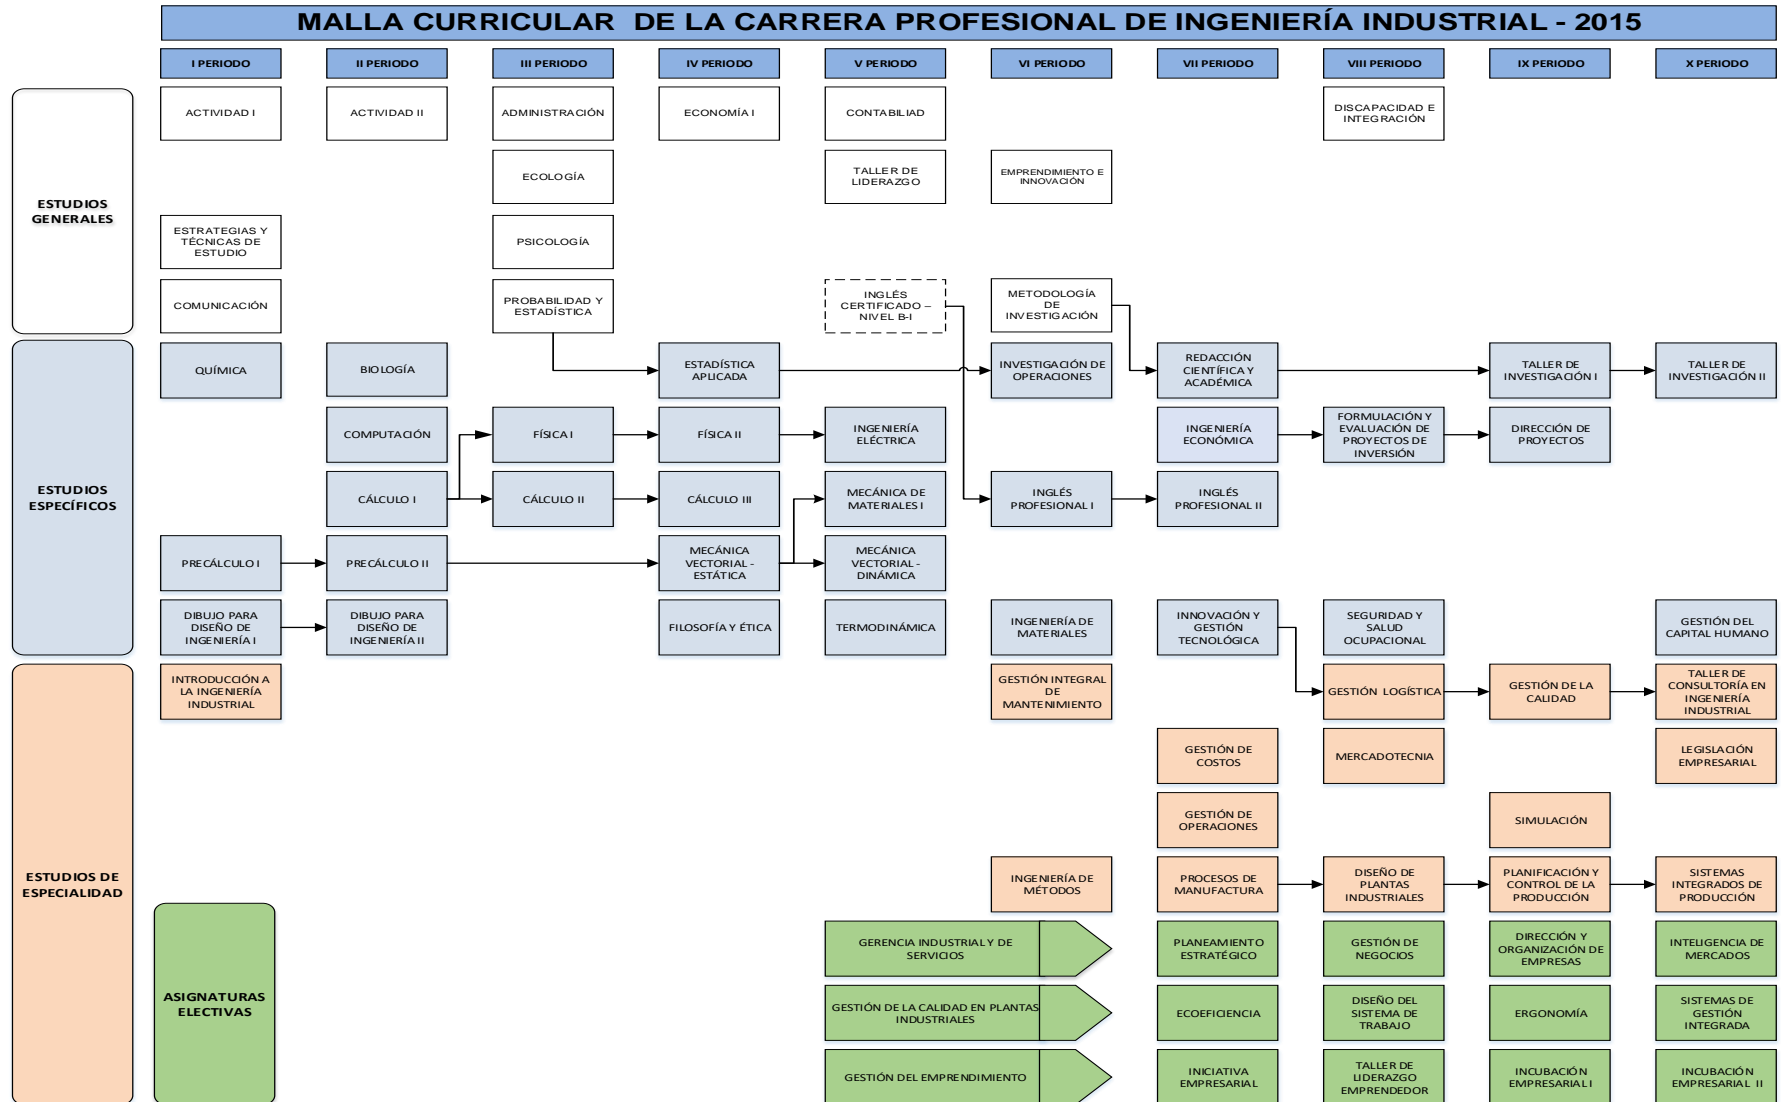 MALLA CURRICULAR DE LA CARRERA PROFESIONAL DE INGENIERÍA INDUSTRIAL - 2015
I PERIODO
II PERIODO
III PERIODO
IV PERIODO
V PERIODO
VI PERIODO
VII PERIODO
VIII PERIODO
IX PERIODO
X PERIODO
ESTUDIOS
GENERALES
ACTIVIDAD I
ACTIVIDAD II
ADMINISTRACIÓN
ECONOMÍA I
CONTABILIAD
DISCAPACIDAD E
INTEGRACIÓN
ECOLOGÍA
TALLER DE
LIDERAZGO
EMPRENDIMIENTO E
INNOVACIÓN
ESTRATEGIAS Y
TÉCNICAS DE
ESTUDIO
PSICOLOGÍA
COMUNICACIÓN
PROBABILIDAD Y
ESTADÍSTICA
INGLÉS
CERTIFICADO –
NIVEL B-I
METODOLOGÍA
DE
INVESTIGACIÓN
ESTUDIOS
ESPECÍFICOS
QUÍMICA
BIOLOGÍA
ESTADÍSTICA
APLICADA
INVESTIGACIÓN DE
OPERACIONES
REDACCIÓN
CIENTÍFICA Y
ACADÉMICA
TALLER DE
INVESTIGACIÓN I
TALLER DE
INVESTIGACIÓN II
COMPUTACIÓN
FÍSICA I
FÍSICA II
INGENIERÍA
ELÉCTRICA
INGENIERÍA
ECONÓMICA
FORMULACIÓN Y
EVALUACIÓN DE
PROYECTOS DE
INVERSIÓN
DIRECCIÓN DE
PROYECTOS
CÁLCULO I
CÁLCULO II
CÁLCULO III
MECÁNICA DE
MATERIALES I
INGLÉS
PROFESIONAL I
INGLÉS
PROFESIONAL II
PRECÁLCULO I
PRECÁLCULO II
MECÁNICA
VECTORIAL -
ESTÁTICA
MECÁNICA
VECTORIAL -
DINÁMICA
DIBUJO PARA
DISEÑO DE
INGENIERÍA I
DIBUJO PARA
DISEÑO DE
INGENIERÍA II
FILOSOFÍA Y ÉTICA
TERMODINÁMICA
INGENIERÍA DE
MATERIALES
INNOVACIÓN Y
GESTIÓN
TECNOLÓGICA
SEGURIDAD Y
SALUD
OCUPACIONAL
GESTIÓN DEL
CAPITAL HUMANO
ESTUDIOS DE
ESPECIALIDAD
INTRODUCCIÓN A
LA INGENIERÍA
INDUSTRIAL
GESTIÓN INTEGRAL
DE
MANTENIMIENTO
GESTIÓN LOGÍSTICA
GESTIÓN DE LA
CALIDAD
TALLER DE
CONSULTORÍA EN
INGENIERÍA
INDUSTRIAL
GESTIÓN DE
COSTOS
MERCADOTECNIA
LEGISLACIÓN
EMPRESARIAL
GESTIÓN DE
OPERACIONES
SIMULACIÓN
INGENIERÍA DE
MÉTODOS
PROCESOS DE
MANUFACTURA
DISEÑO DE
PLANTAS
INDUSTRIALES
PLANIFICACIÓN Y
CONTROL DE LA
PRODUCCIÓN
SISTEMAS
INTEGRADOS DE
PRODUCCIÓN
ASIGNATURAS
ELECTIVAS
GERENCIA INDUSTRIAL Y DE
SERVICIOS
PLANEAMIENTO
ESTRATÉGICO
GESTIÓN DE
NEGOCIOS
DIRECCIÓN Y
ORGANIZACIÓN DE
EMPRESAS
INTELIGENCIA DE
MERCADOS
GESTIÓN DE LA CALIDAD EN PLANTAS
INDUSTRIALES
ECOEFICIENCIA
DISEÑO DEL
SISTEMA DE
TRABAJO
ERGONOMÍA
SISTEMAS DE
GESTIÓN
INTEGRADA
GESTIÓN DEL EMPRENDIMIENTO
INICIATIVA
EMPRESARIAL
TALLER DE
LIDERAZGO
EMPRENDEDOR
INCUBACIÓN
EMPRESARIAL I
INCUBACIÓN
EMPRESARIAL II